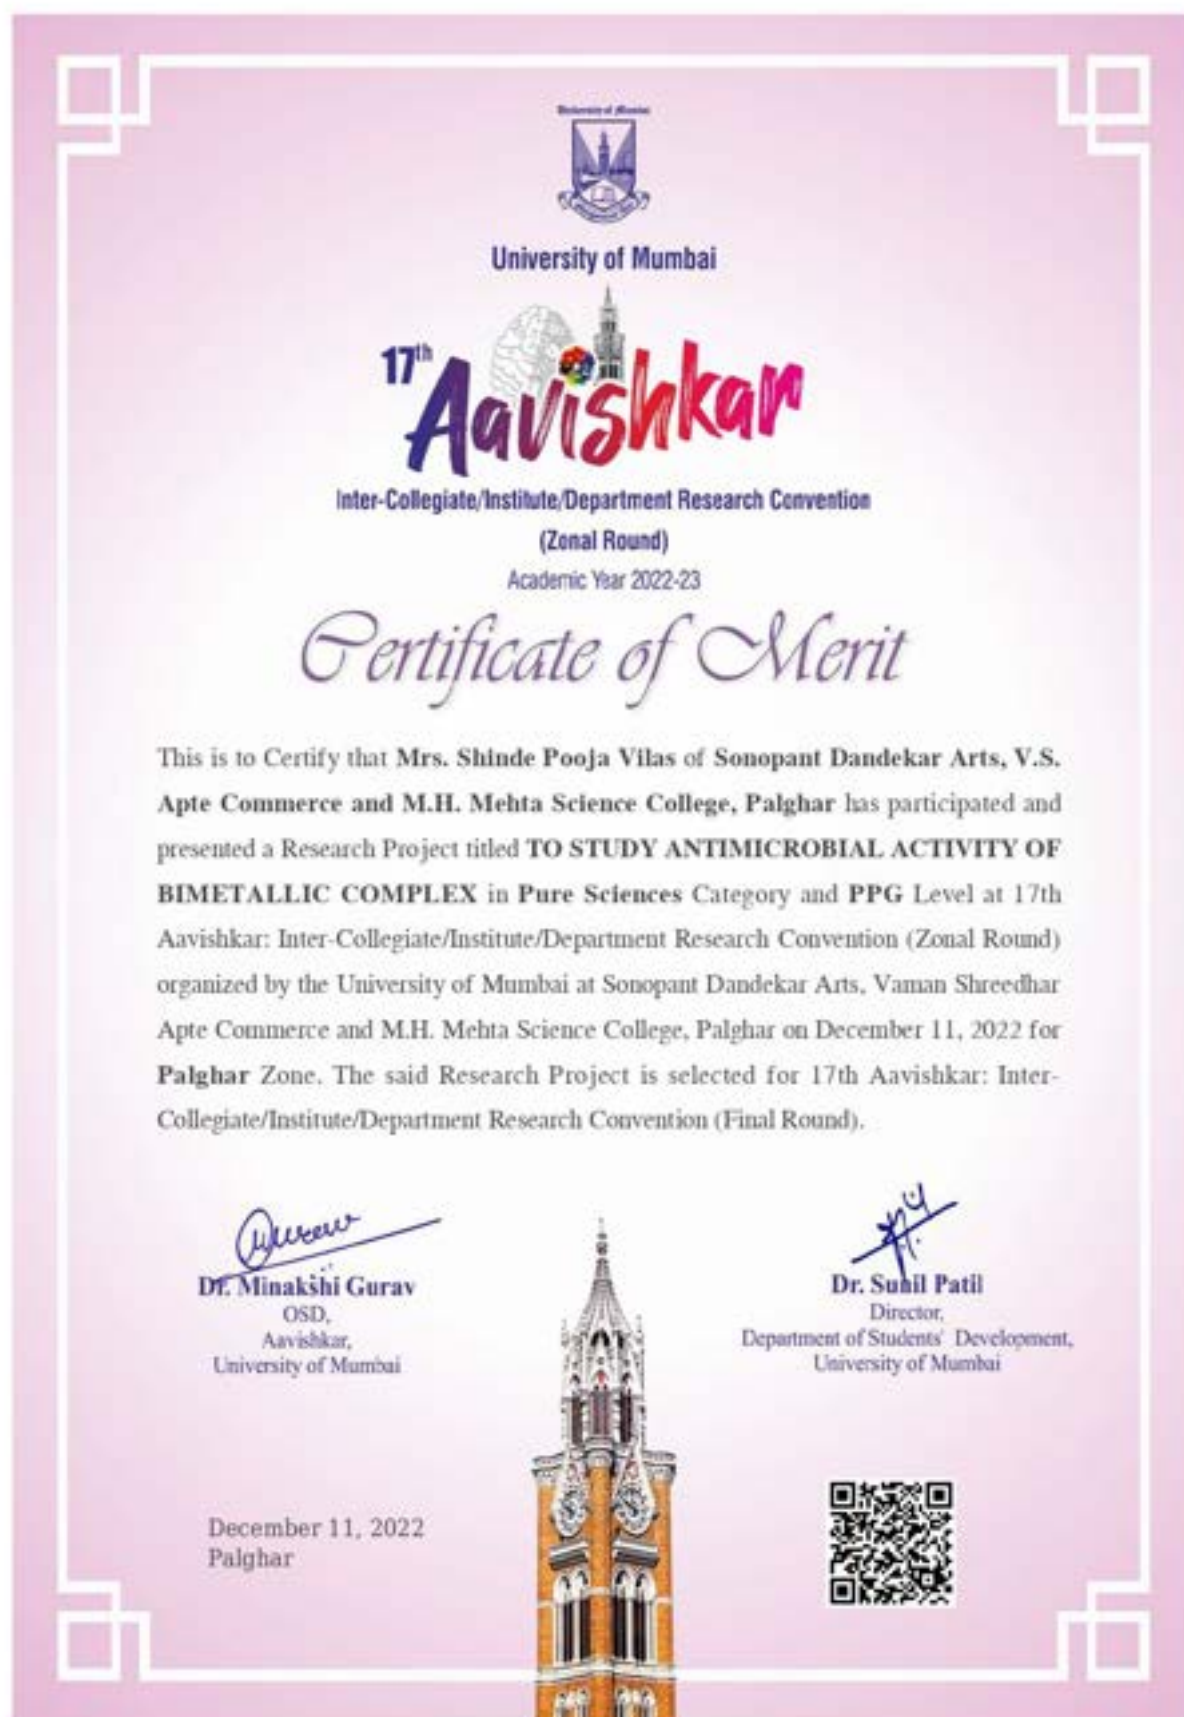 University of Mumbai
University of Mumbai
17th
Aavishkar
Inter-Collegiate/Institute/Department Research Convention
(Zonal Round)
Academic Year 2022-23
Certificate of Merit
This is to Certify that Mrs. Shinde Pooja Vilas of Sonopant Dandekar Arts, V.S.
Apte Commerce and M.H. Mehta Science College, Palghar has participated and
presented a Research Project titled TO STUDY ANTIMICROBIAL ACTIVITY OF
BIMETALLIC COMPLEX in Pure Sciences Category and PPG Level at 17th
Aavishkar: Inter-Collegiate/Institute/Department Research Convention (Zonal Round)
organized by the University of Mumbai at Sonopant Dandekar Arts, Vaman Shreedhar
Apte Commerce and M.H. Mehta Science College, Palghar on December 11, 2022 for
Palghar Zone. The said Research Project is selected for 17th Aavishkar: Inter-
Collegiate/Institute/Department Research Convention (Final Round).
Dr. Minakshi Gurav
OSD,
Aavishkar,
University of Mumbai
Dr. Sunil Patil
Director,
Department of Students' Development,
University of Mumbai
December 11, 2022
Palghar